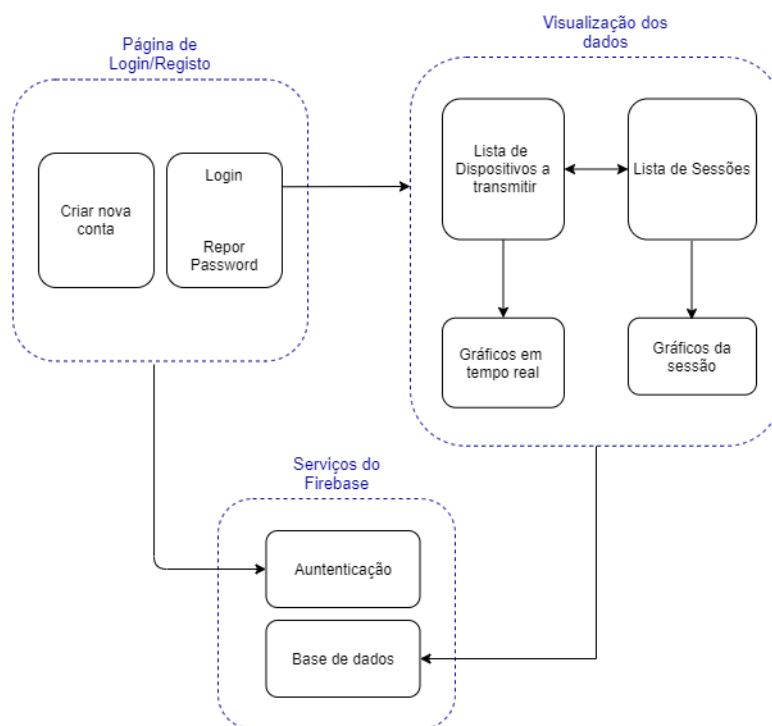 Página de
Login/Registo
Visualização dos
dados
Criar nova
conta
Login
Repor
Password
Lista de
Dispositivos a
transmitir
Lista de Sessões
Gráficos em
tempo real
Gráficos da
sessão
Serviços do
Firebase
Auntenticação
Base de dados